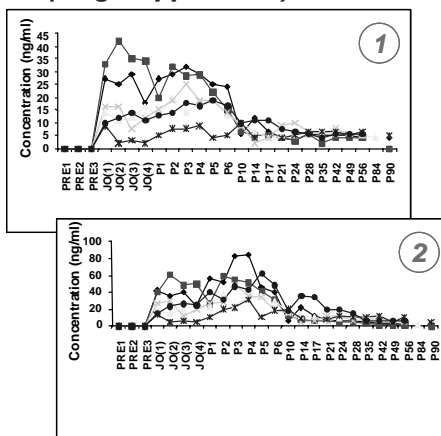 1
Concentration (ng/ml)
45
40
35
30
25
20
15
10
5
0
PRE1
PRE2
PRE3
JO(1)
JO(2)
JO(3)
JO(4)
P1
P2
P3
P4
P5
P6
P10
P14
P17
P21
P24
P28
P35
P42
P49
P56
P84
P90
2
Concentration (ng/ml)
100
80
60
40
20
0
PRE1
PRE2
PRE3
JO(1)
JO(2)
JO(3)
JO(4)
P1
P2
P3
P4
P5
P6
P10
P14
P17
P21
P24
P28
P35
P42
P49
P56
P84
P90